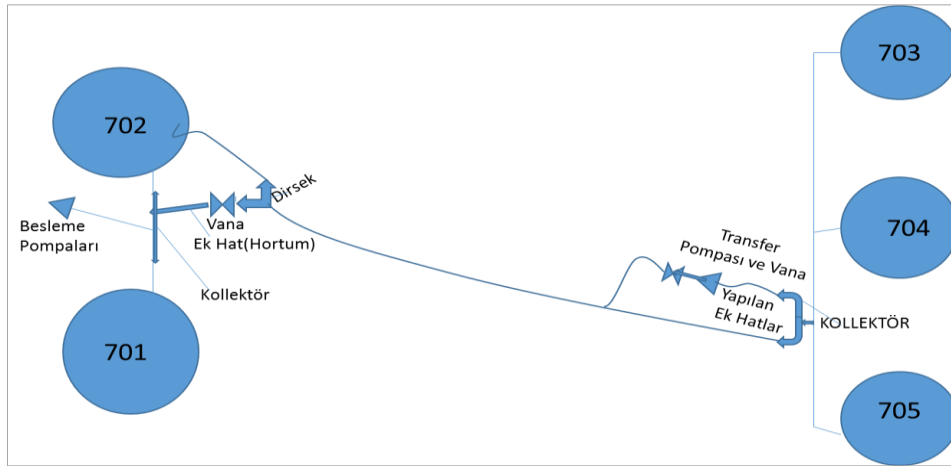 703
702
Dirsek
Besleme
Pompaları
Vana
Ek Hat(Hortum)
Kollektör
701
704
Transfer
Pompası ve Vana
Yapılan
Ek Hatlar
KOLLEKTÖR
705